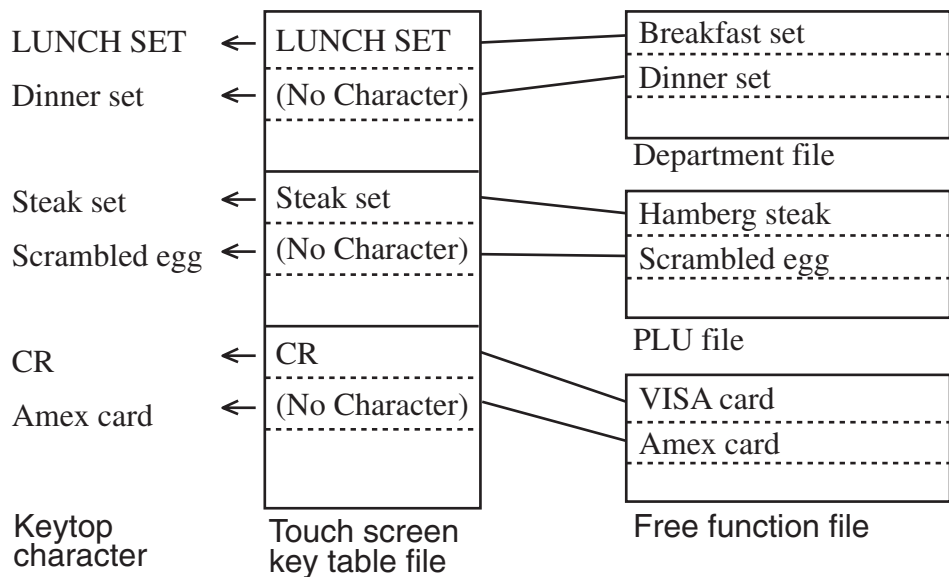 LUNCH SET
Dinner set
Steak set
Scrambled egg
CR
Amex card
Keytop
character
LUNCH SET
(No Character)
Steak set
(No Character)
CR
(No Character)
Touch screen
key table file
Breakfast set
Dinner set
Department file
Hamberg steak
Scrambled egg
PLU file
VISA card
Amex card
Free function file